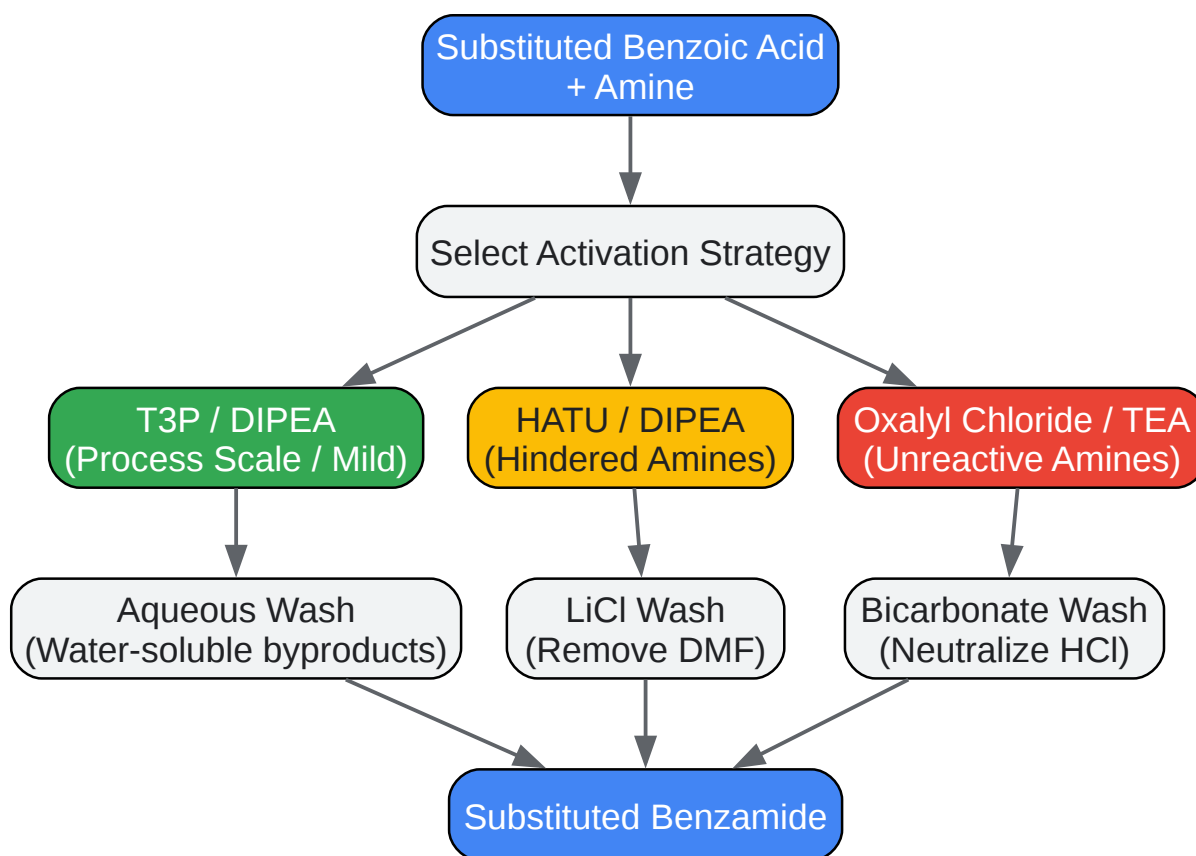 Substituted Benzoic Acid
+ Amine
Select Activation Strategy
T3P / DIPEA
(Process Scale / Mild)
HATU / DIPEA
(Hindered Amines)
Oxalyl Chloride / TEA
(Unreactive Amines)
Aqueous Wash
(Water-soluble byproducts)
LiCl Wash
(Remove DMF)
Bicarbonate Wash
(Neutralize HCl)
Substituted Benzamide